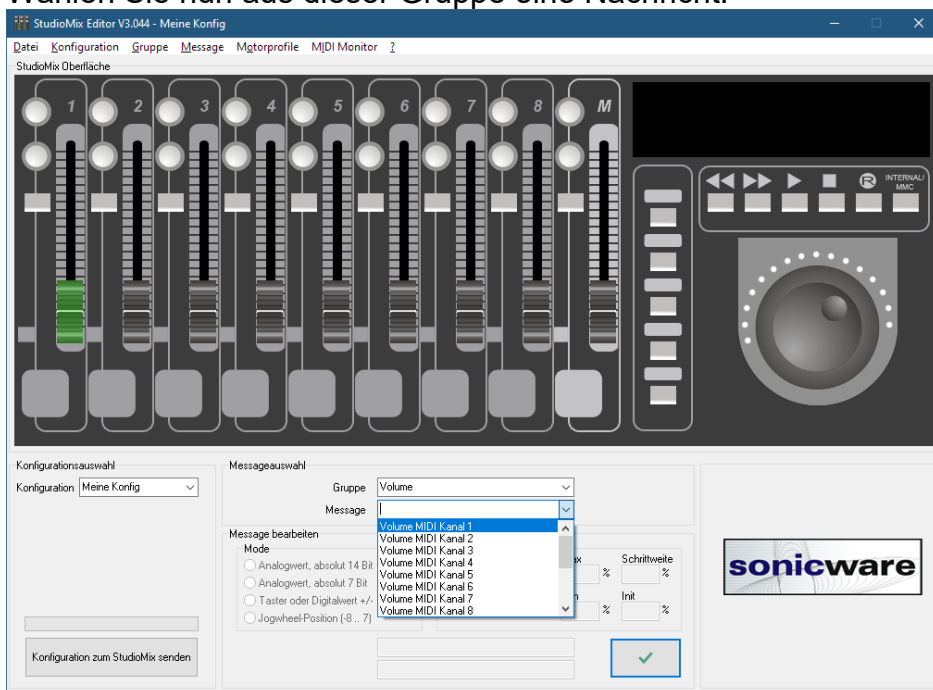 Wählen Sie nun aus dieser Gruppe eine Nachricht.
StudioMix Editor V3.044 - Meine Konfig
Datei Konfiguration Gruppe Message Motorprofile MIDI Monitor ?
StudioMix Oberfläche
1 2 3 4 5 6 7 8 M
R INTERNAL/
MMC
Konfigurationsauswahl
Konfiguration Meine Konfig
Messageauswahl
Gruppe Volume
Message
Volume MIDI Kanal 1
Volume MIDI Kanal 2
Volume MIDI Kanal 3
Volume MIDI Kanal 4
Volume MIDI Kanal 5
Volume MIDI Kanal 6
Volume MIDI Kanal 7
Volume MIDI Kanal 8
Message bearbeiten
Mode
Analogwert, absolut 14 Bit
Analogwert, absolut 7 Bit
Taster oder Digitalwert +/-
Jogwheel-Position (-8 .. 7)
Schrittweite
% %
Init
% %
Konfiguration zum StudioMix senden
sonicware